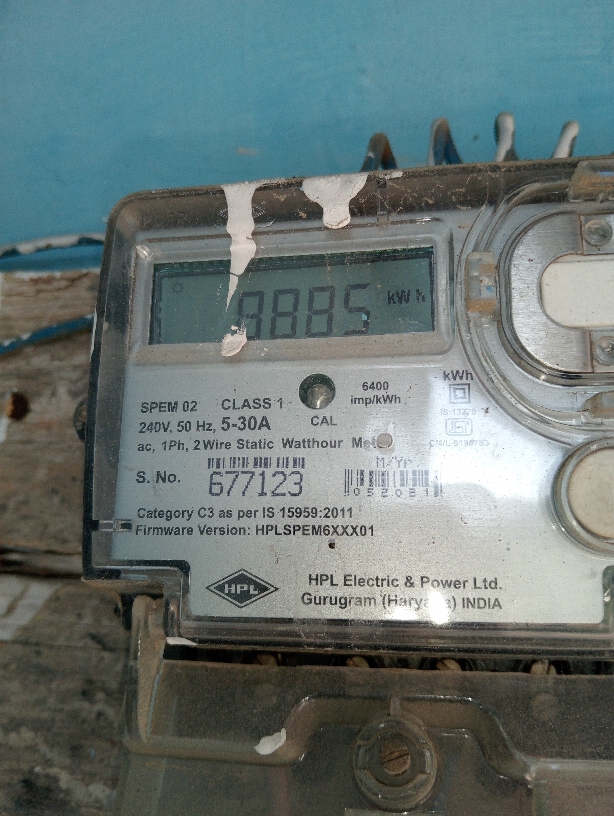 8885 kWh
SPEM 02 CLASS 1
6400
imp/kWh
kWh
240V, 50 Hz, 5-30A
CAL
ac, 1Ph, 2 Wire Static Watthour
M/Yr
S. No. 677123
Category C3 as per IS 15959:2011
Firmware Version: HPLSPEM6XXX01
HPL
HPL Electric & Power Ltd.
Gurugram (Haryana) INDIA